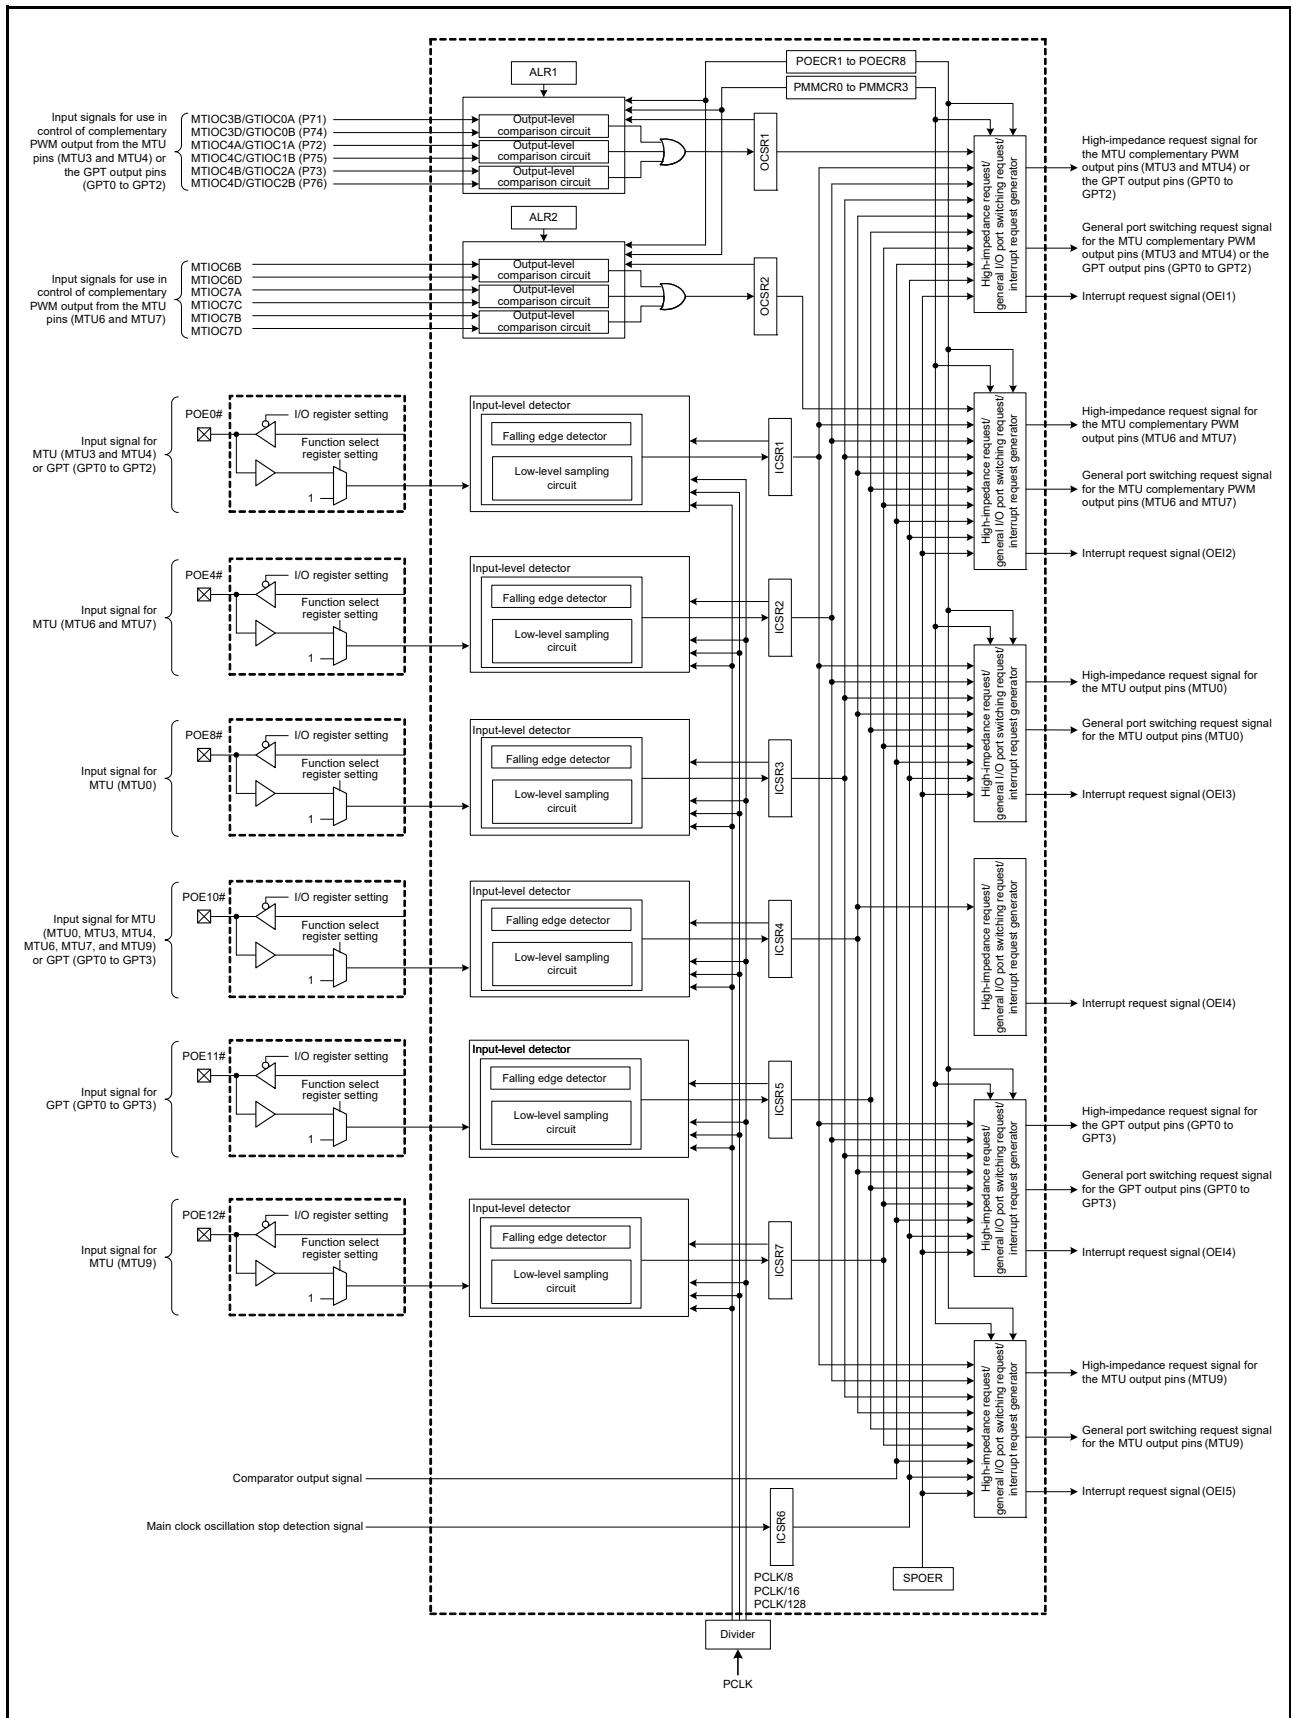 POECR1 to POECR8
PMMCR0 to PMMCR3
ALR1
Input signals for use in
control of complementary
PWM output from the MTU
pins (MTU3 and MTU4) or
the GPT output pins
(GPT0 to GPT2)
MTIOC3B/GTIOC0A (P71)
MTIOC3D/GTIOC0B (P74)
MTIOC4A/GTIOC1A (P72)
MTIOC4C/GTIOC1B (P75)
MTIOC4B/GTIOC2A (P73)
MTIOC4D/GTIOC2B (P76)
Output-level
comparison circuit
Output-level
comparison circuit
Output-level
comparison circuit
OCSR1
High-impedance request/
general I/O port switching request/
interrupt request generator
High-impedance request signal for
the MTU complementary PWM
output pins (MTU3 and MTU4) or
the GPT output pins (GPT0 to
GPT2)
General port switching request signal
for the MTU complementary PWM
output pins (MTU3 and MTU4) or the
GPT output pins (GPT0 to GPT2)
Interrupt request signal (OEI1)
ALR2
Input signals for use in
control of complementary
PWM output from the MTU
pins (MTU6 and MTU7)
MTIOC6B
MTIOC6D
MTIOC7A
MTIOC7C
MTIOC7B
MTIOC7D
Output-level
comparison circuit
Output-level
comparison circuit
Output-level
comparison circuit
OCSR2
Input signal for
MTU (MTU3 and MTU4)
or GPT (GPT0 to GPT2)
POE0#
I/O register setting
Function select
register setting
1
Input-level detector
Falling edge detector
Low-level sampling
circuit
ICSR1
High-impedance request/
general I/O port switching request/
interrupt request generator
High-impedance request signal for
the MTU complementary PWM
output pins (MTU6 and MTU7)
General port switching request signal
for the MTU complementary PWM
output pins (MTU6 and MTU7)
Interrupt request signal (OEI2)
Input signal for
MTU (MTU6 and MTU7)
POE4#
I/O register setting
Function select
register setting
1
Input-level detector
Falling edge detector
Low-level sampling
circuit
ICSR2
High-impedance request/
general I/O port switching request/
interrupt request generator
High-impedance request signal for
the MTU output pins (MTU0)
General port switching request signal
for the MTU output pins (MTU0)
Interrupt request signal (OEI3)
Input signal for
MTU (MTU0)
POE8#
I/O register setting
Function select
register setting
1
Input-level detector
Falling edge detector
Low-level sampling
circuit
ICSR3
Input signal for MTU
(MTU0, MTU3, MTU4,
MTU6, MTU7, and MTU9)
or GPT (GPT0 to GPT3)
POE10#
I/O register setting
Function select
register setting
1
Input-level detector
Falling edge detector
Low-level sampling
circuit
ICSR4
High-impedance request/
general I/O port switching request/
interrupt request generator
Interrupt request signal (OEI4)
Input signal for
GPT (GPT0 to GPT3)
POE11#
I/O register setting
Function select
register setting
1
Input-level detector
Falling edge detector
Low-level sampling
circuit
ICSR5
High-impedance request/
general I/O port switching request/
interrupt request generator
High-impedance request signal for
the GPT output pins (GPT0 to
GPT3)
General port switching request signal
for the GPT output pins (GPT0 to
GPT3)
Interrupt request signal (OEI4)
Input signal for
MTU (MTU9)
POE12#
I/O register setting
Function select
register setting
1
Input-level detector
Falling edge detector
Low-level sampling
circuit
ICSR7
High-impedance request/
general I/O port switching request/
interrupt request generator
High-impedance request signal for
the MTU output pins (MTU9)
General port switching request signal
for the MTU output pins (MTU9)
Interrupt request signal (OEI5)
Comparator output signal
Main clock oscillation stop detection signal
ICSR6
PCLK/8
PCLK/16
PCLK/128
SPOER
Divider
PCLK